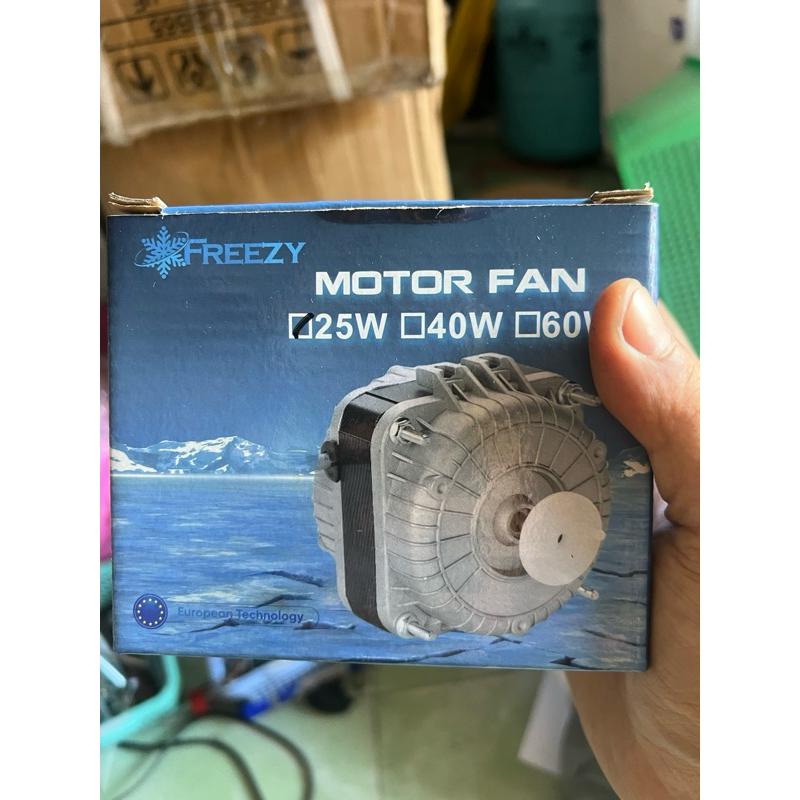 FREEZY
MOTOR FAN
☑25W ☐40W ☐60W
European Technology